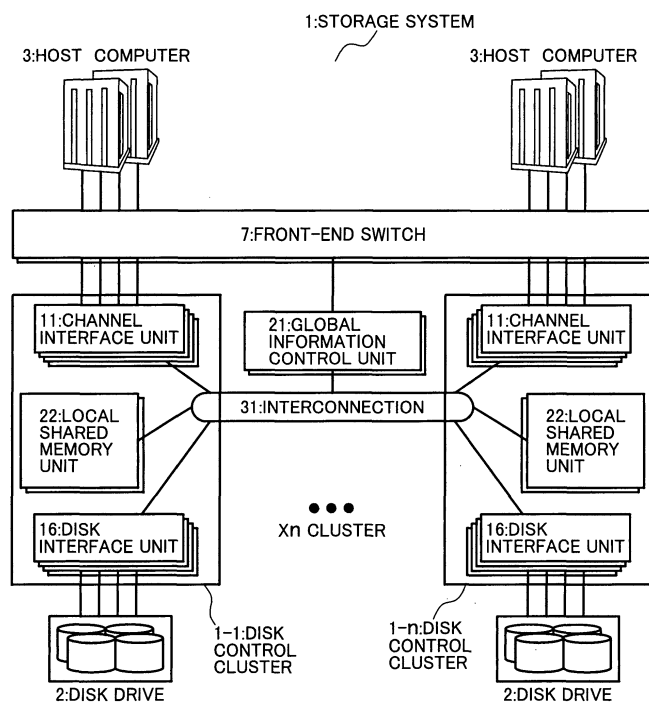 1:STORAGE SYSTEM
3:HOST COMPUTER
3:HOST COMPUTER
7:FRONT-END SWITCH
11:CHANNEL
INTERFACE UNIT
21:GLOBAL
INFORMATION
CONTROL UNIT
11:CHANNEL
INTERFACE UNIT
31:INTERCONNECTION
22:LOCAL
SHARED
MEMORY
UNIT
22:LOCAL
SHARED
MEMORY
UNIT
16:DISK
INTERFACE UNIT
Xn CLUSTER
16:DISK
INTERFACE UNIT
1-1:DISK
CONTROL
CLUSTER
1-n:DISK
CONTROL
CLUSTER
2:DISK DRIVE
2:DISK DRIVE